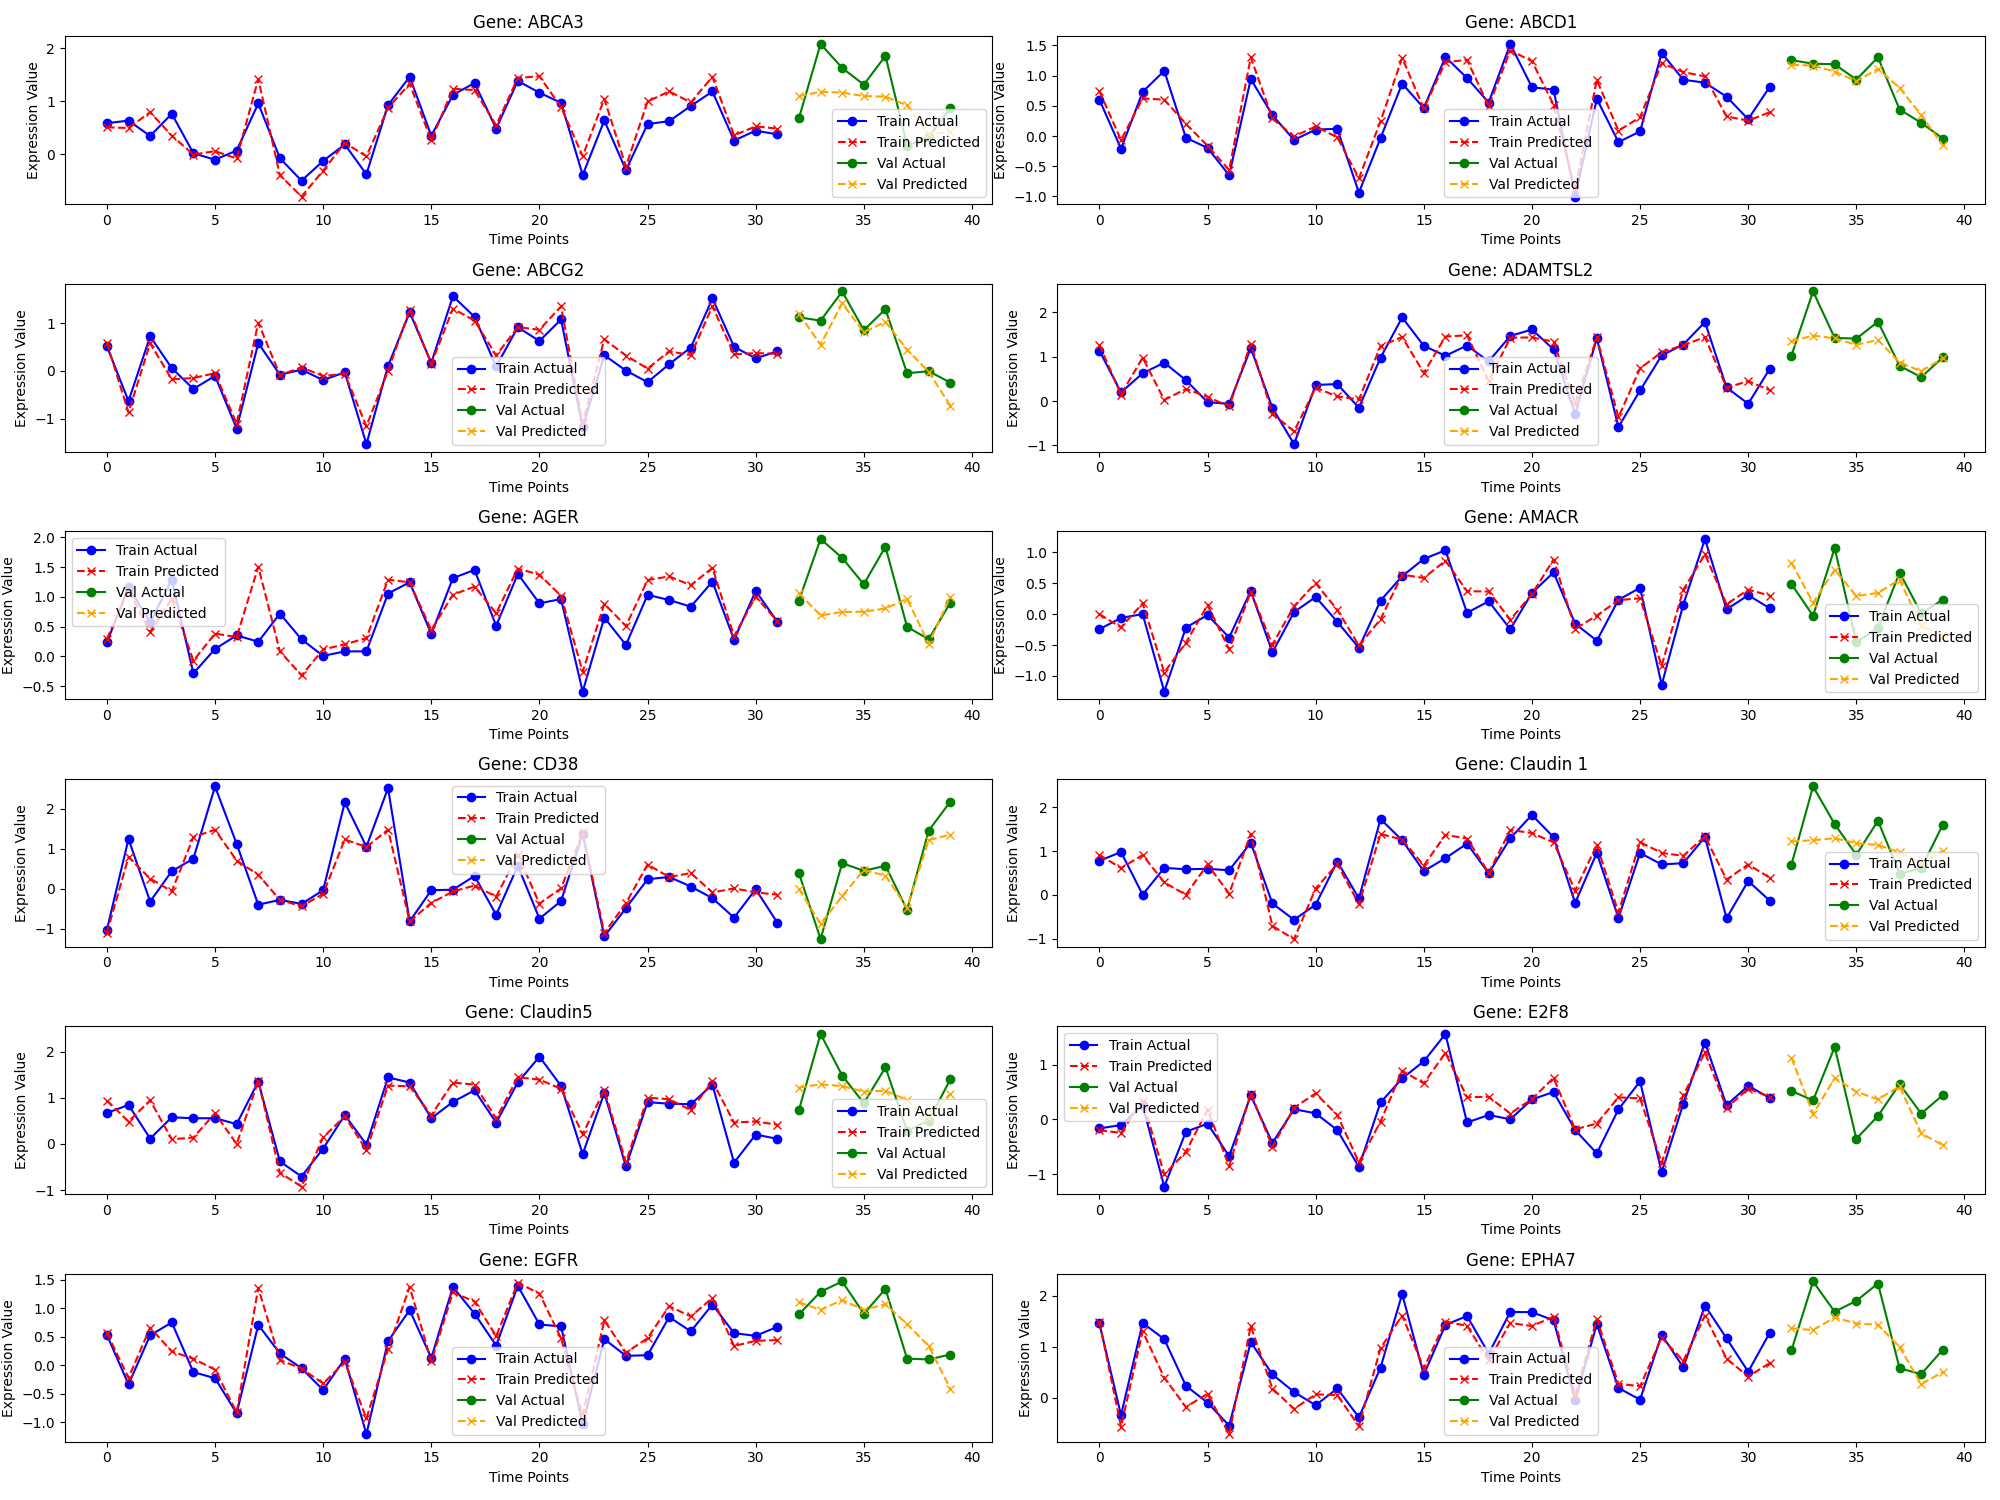 Gene: ABCA3
Expression Value
2
1
0
Train Actual
Train Predicted
Val Actual
Val Predicted
0 5 10 15 20 25 30 35 40
Time Points
Gene: ABCD1
Expression Value
1.5
1.0
0.5
0.0
−0.5
−1.0
Train Actual
Train Predicted
Val Actual
Val Predicted
0 5 10 15 20 25 30 35 40
Time Points
Gene: ABCG2
Expression Value
1
0
−1
Train Actual
Train Predicted
Val Actual
Val Predicted
0 5 10 15 20 25 30 35 40
Time Points
Gene: ADAMTSL2
Expression Value
2
1
0
−1
Train Actual
Train Predicted
Val Actual
Val Predicted
0 5 10 15 20 25 30 35 40
Time Points
Gene: AGER
Expression Value
2.0
1.5
1.0
0.5
0.0
−0.5
Train Actual
Train Predicted
Val Actual
Val Predicted
0 5 10 15 20 25 30 35 40
Time Points
Gene: AMACR
Expression Value
1.0
0.5
0.0
−0.5
−1.0
Train Actual
Train Predicted
Val Actual
Val Predicted
0 5 10 15 20 25 30 35 40
Time Points
Gene: CD38
Expression Value
2
1
0
−1
Train Actual
Train Predicted
Val Actual
Val Predicted
0 5 10 15 20 25 30 35 40
Time Points
Gene: Claudin 1
Expression Value
2
1
0
−1
Train Actual
Train Predicted
Val Actual
Val Predicted
0 5 10 15 20 25 30 35 40
Time Points
Gene: Claudin5
Expression Value
2
1
0
−1
Train Actual
Train Predicted
Val Actual
Val Predicted
0 5 10 15 20 25 30 35 40
Time Points
Gene: E2F8
Expression Value
1
0
−1
Train Actual
Train Predicted
Val Actual
Val Predicted
0 5 10 15 20 25 30 35 40
Time Points
Gene: EGFR
Expression Value
1.5
1.0
0.5
0.0
−0.5
−1.0
Train Actual
Train Predicted
Val Actual
Val Predicted
0 5 10 15 20 25 30 35 40
Time Points
Gene: EPHA7
Expression Value
2
1
0
Train Actual
Train Predicted
Val Actual
Val Predicted
0 5 10 15 20 25 30 35 40
Time Points